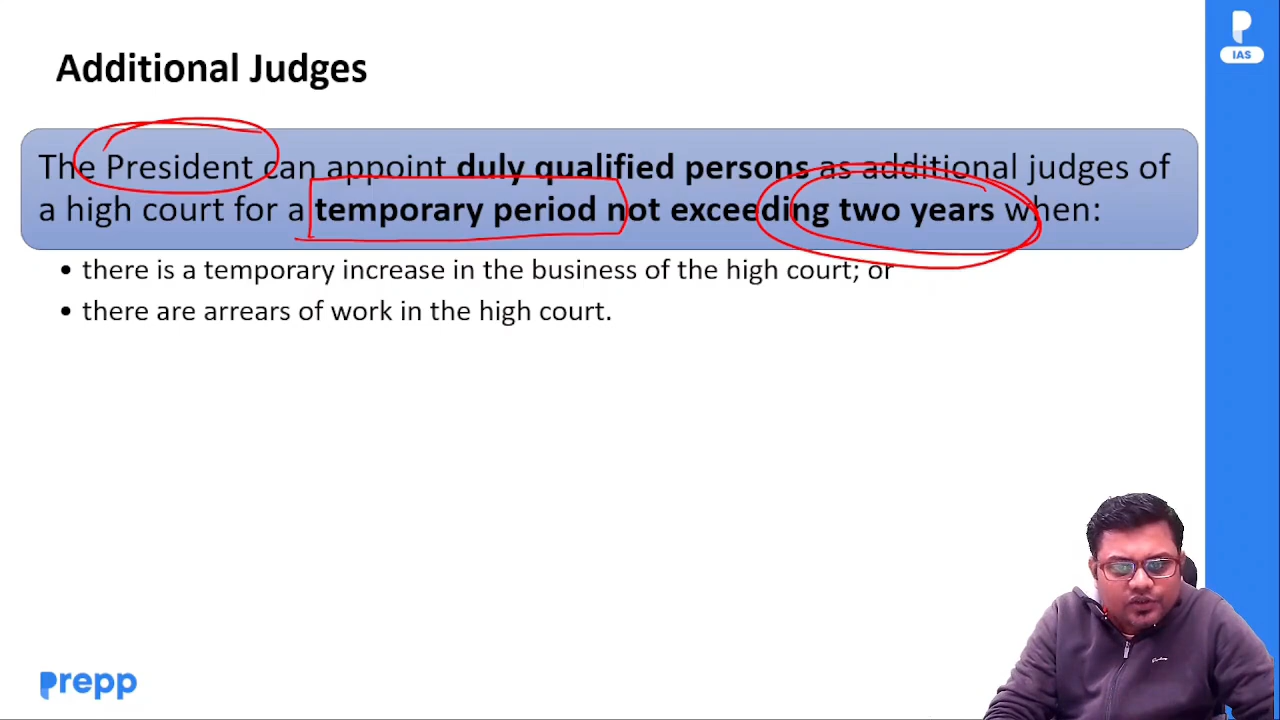 Additional Judges
IAS
The President can appoint duly qualified persons as additional judges of
a high court for a temporary period not exceeding two years when:
• there is a temporary increase in the business of the high court; or
• there are arrears of work in the high court.
prepp